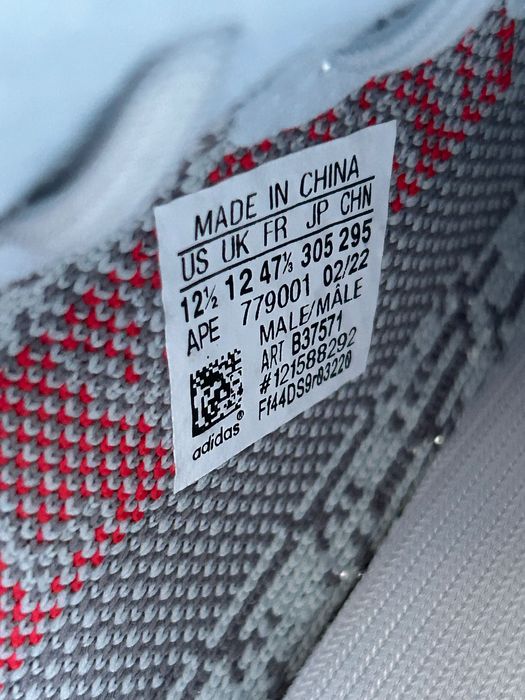 MADE IN CHINA
US UK FR JP CHN
12½ 12 47⅓ 305 295
APE 779001 02/22
MALE/MÂLE
ART B37571
#121588292
Ff44DS9r83220
adidas®